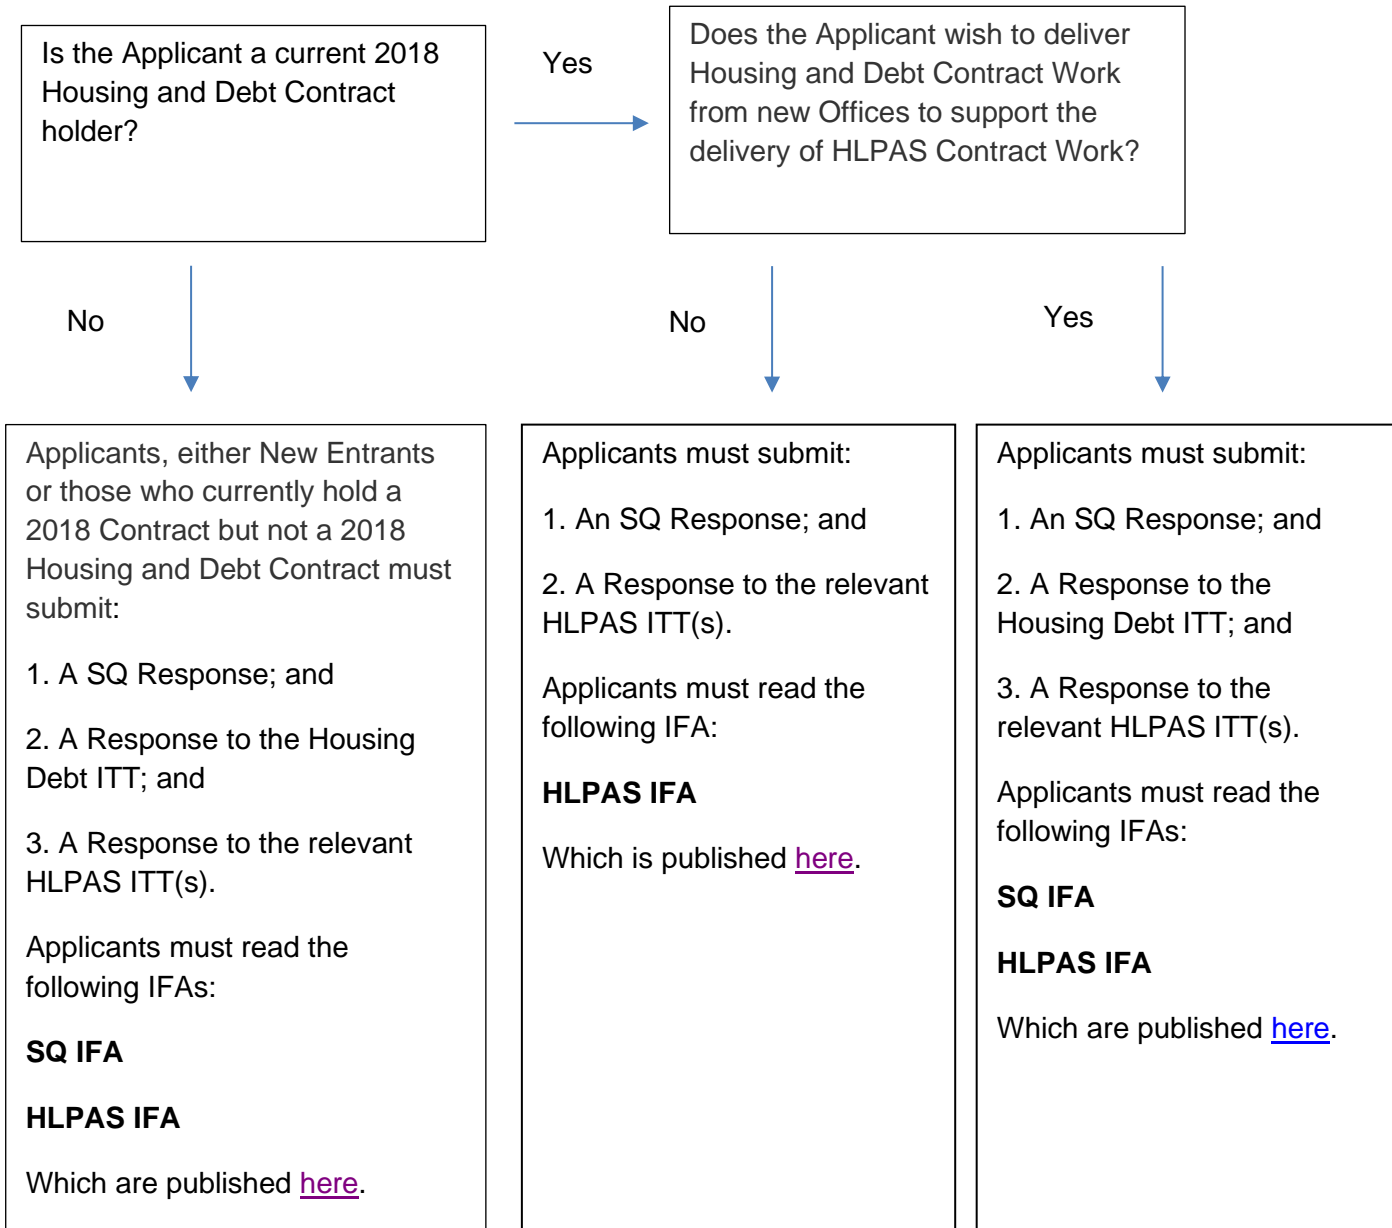 Is the Applicant a current 2018
Housing and Debt Contract
holder?
Yes
Does the Applicant wish to deliver
Housing and Debt Contract Work
from new Offices to support the
delivery of HLPAS Contract Work?
No
No
Yes
Applicants, either New Entrants
or those who currently hold a
2018 Contract but not a 2018
Housing and Debt Contract must
submit:
1. A SQ Response; and
2. A Response to the Housing
Debt ITT; and
3. A Response to the relevant
HLPAS ITT(s).
Applicants must read the
following IFAs:
SQ IFA
HLPAS IFA
Which are published here.
Applicants must submit:
1. An SQ Response; and
2. A Response to the relevant
HLPAS ITT(s).
Applicants must read the
following IFA:
HLPAS IFA
Which is published here.
Applicants must submit:
1. An SQ Response; and
2. A Response to the
Housing Debt ITT; and
3. A Response to the
relevant HLPAS ITT(s).
Applicants must read the
following IFAs:
SQ IFA
HLPAS IFA
Which are published here.